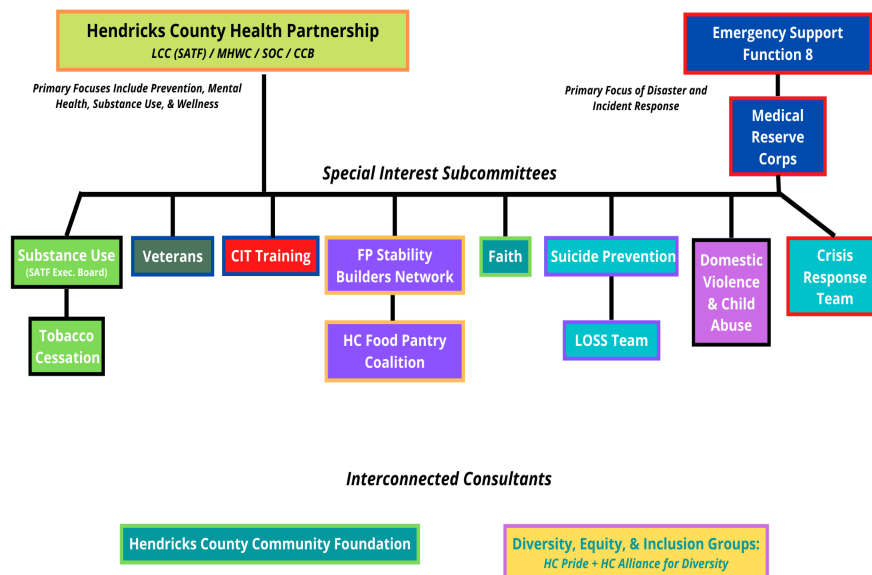 Hendricks County Health Partnership
LCC (SATF) / MHWC / SOC / CCB
Emergency Support
Function 8
Primary Focuses Include Prevention, Mental
Health, Substance Use, & Wellness
Primary Focus of Disaster and
Incident Response
Medical
Reserve
Corps
Special Interest Subcommittees
Substance Use
(SATF Exec. Board)
Veterans
CIT Training
FP Stability
Builders Network
Faith
Suicide Prevention
Domestic
Violence
& Child
Abuse
Crisis
Response
Team
Tobacco
Cessation
HC Food Pantry
Coalition
LOSS Team
Interconnected Consultants
Hendricks County Community Foundation
Diversity, Equity, & Inclusion Groups:
HC Pride + HC Alliance for Diversity